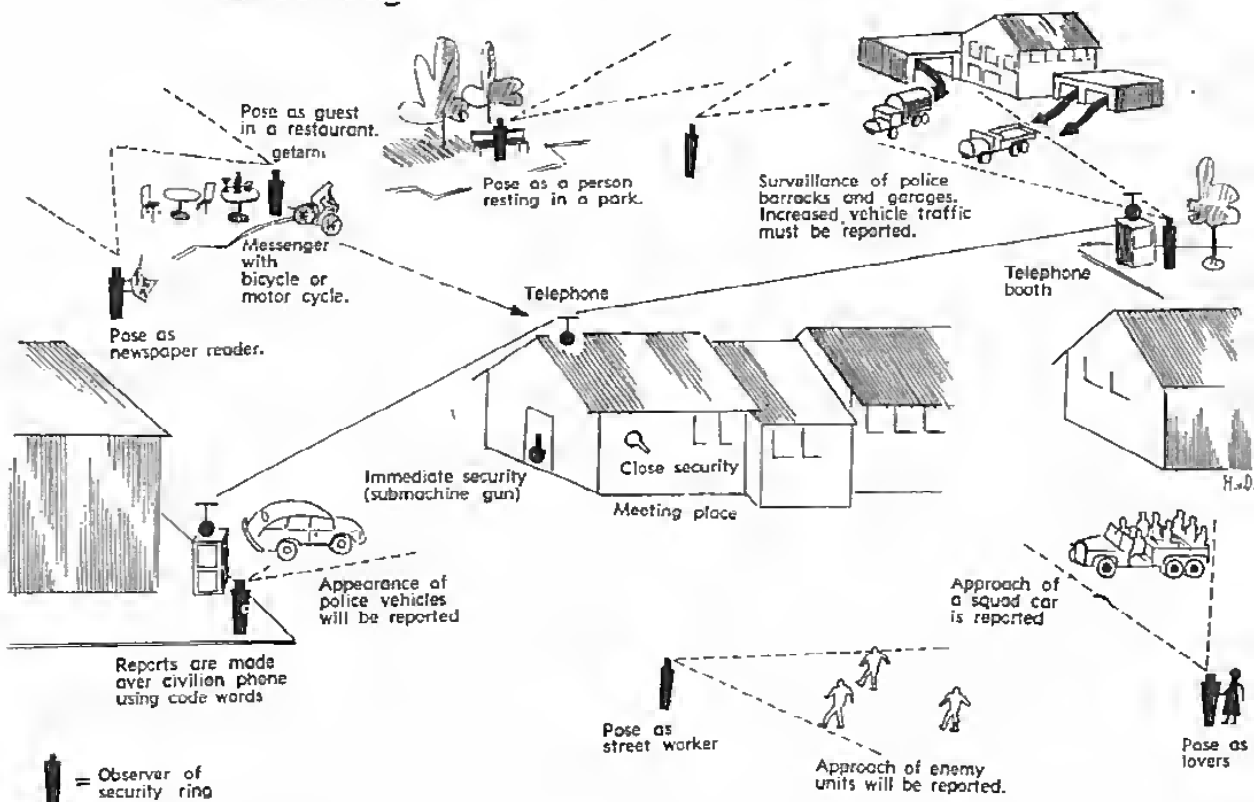 Pose as guest
in a restaurant.
getarnı
Pose as a person
resting in a park.
Surveillance of police
barracks and garages.
Increased vehicle traffic
must be reported.
Messenger
with
bicycle or
motor cycle.
Telephone
booth
Telephone
Pose as
newspaper reader.
Immediate security
(submachine gun)
Close security
Meeting place
H.D.
Appearance of
police vehicles
will be reported
Approach of
a squad car
is reported
Reports are made
over civilion phone
using code words
Pose as
street worker
Approach of enemy
units will be reported.
Pose as
lovers
= Observer of
security ring